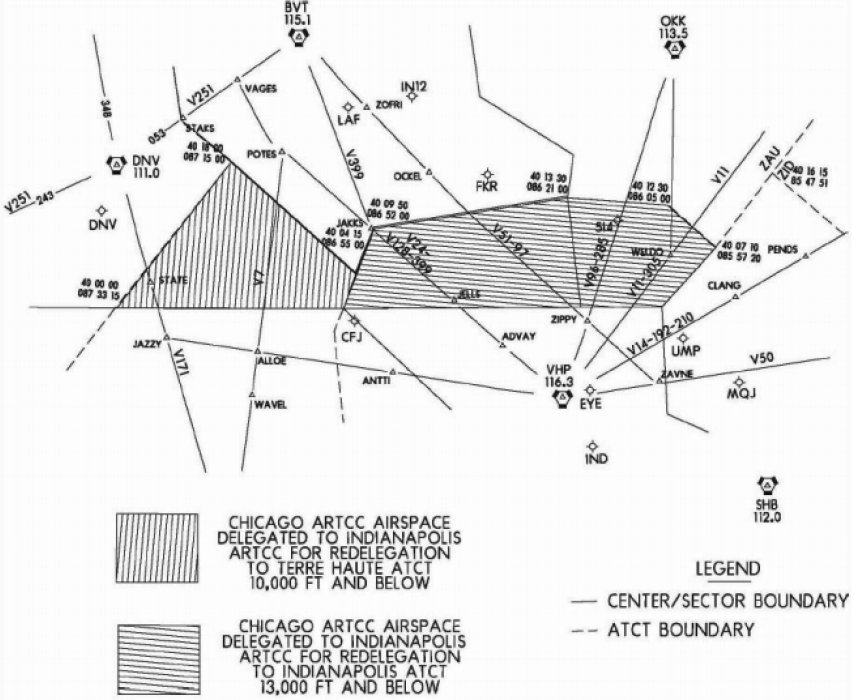 BVT
115.1
OKK
113.5
IN12
VAGES
V251
ZOFRI
LAF
348
053
STAKS
40 18 00
087 15 00
POTES
V399
DNV
111.0
V251
243
DNV
OCKEL
FKR
40 13 30
086 21 00
40 12 30
086 05 00
V11
ZAU
ZID
40 16 15
85 47 51
40 09 50
086 52 00
JAKKS
40 04 15
086 55 00
V24-
V128-399
V51-97
V96-285
WELDO
V11-305
40 07 10
085 57 20
PENDS
CLANG
40 00 00
087 33 15
STATE
V7
JELLS
ZIPPY
V14-192-210
CFJ
ADVAY
UMP
JAZZY
V171
ALLOE
ANTTI
VHP
116.3
EYE
ZAVNE
V50
MQJ
WAVEL
IND
SHB
112.0
CHICAGO ARTCC AIRSPACE
DELEGATED TO INDIANAPOLIS
ARTCC FOR REDELEGATION
TO TERRE HAUTE ATCT
10,000 FT AND BELOW
CHICAGO ARTCC AIRSPACE
DELEGATED TO INDIANAPOLIS
ARTCC FOR REDELEGATION
TO INDIANAPOLIS ATCT
13,000 FT AND BELOW
LEGEND
CENTER/SECTOR BOUNDARY
ATCT BOUNDARY